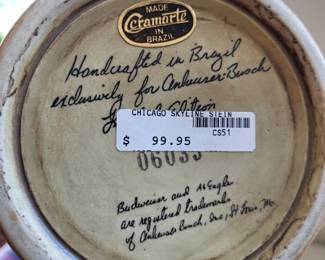 MADE
Ceramarte
IN
BRAZIL
Handcrafted in Brazil
exclusively for Anheuser-Busch
CHICAGO SKYLINE STEIN
CS51
$ 99.95
Budweiser and A&Eagle
are registered trademarks
of Anheuser-Busch, Inc., St. Louis, Mo.